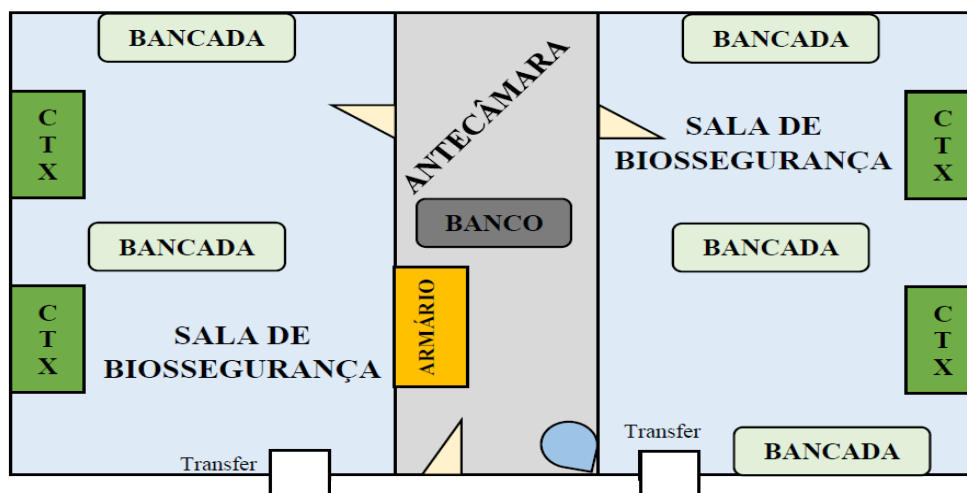 BANCADA
C
T
X
BANCADA
C
T
X
SALA DE
BIOSSEGURANÇA
Transfer
ANTECÂMARA
BANCO
ARMÁRIO
BANCADA
SALA DE
BIOSSEGURANÇA
C
T
X
BANCADA
C
T
X
Transfer
BANCADA